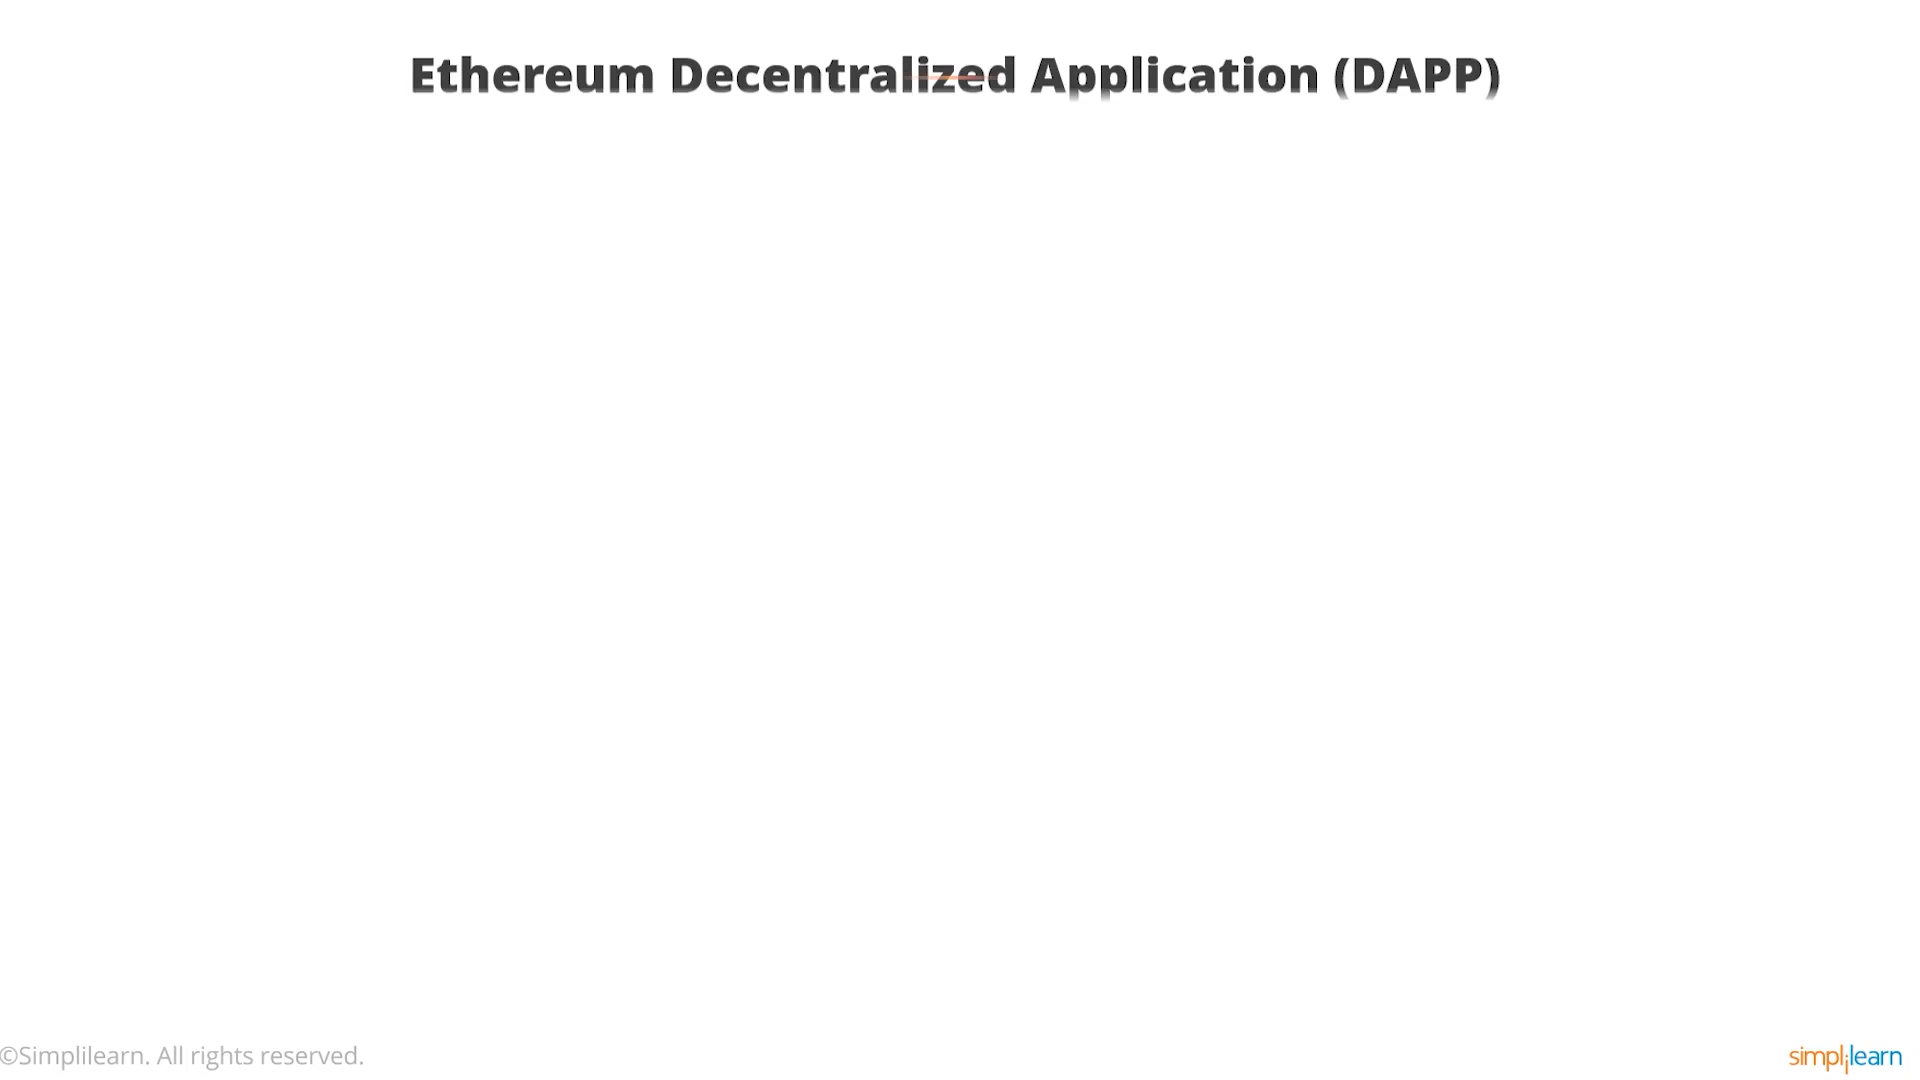 Ethereum Decentralized Application (DAPP)
©Simplilearn. All rights reserved.
simplilearn